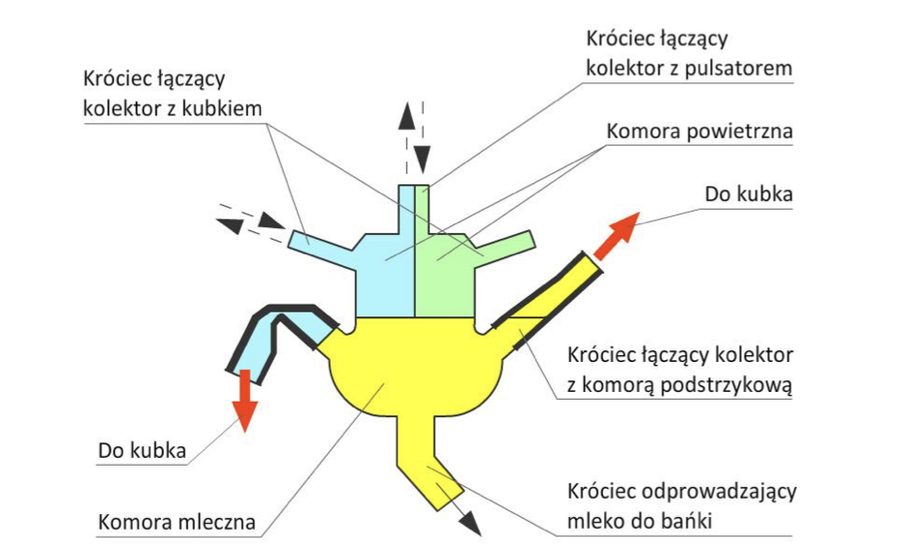 Króciec łączący
kolektor z pulsatorem
Króciec łączący
kolektor z kubkiem
Komora powietrzna
Do kubka
Króciec łączący kolektor
z komorą podstrzykową
Do kubka
Króciec odprowadzający
mleko do bańki
Komora mleczna